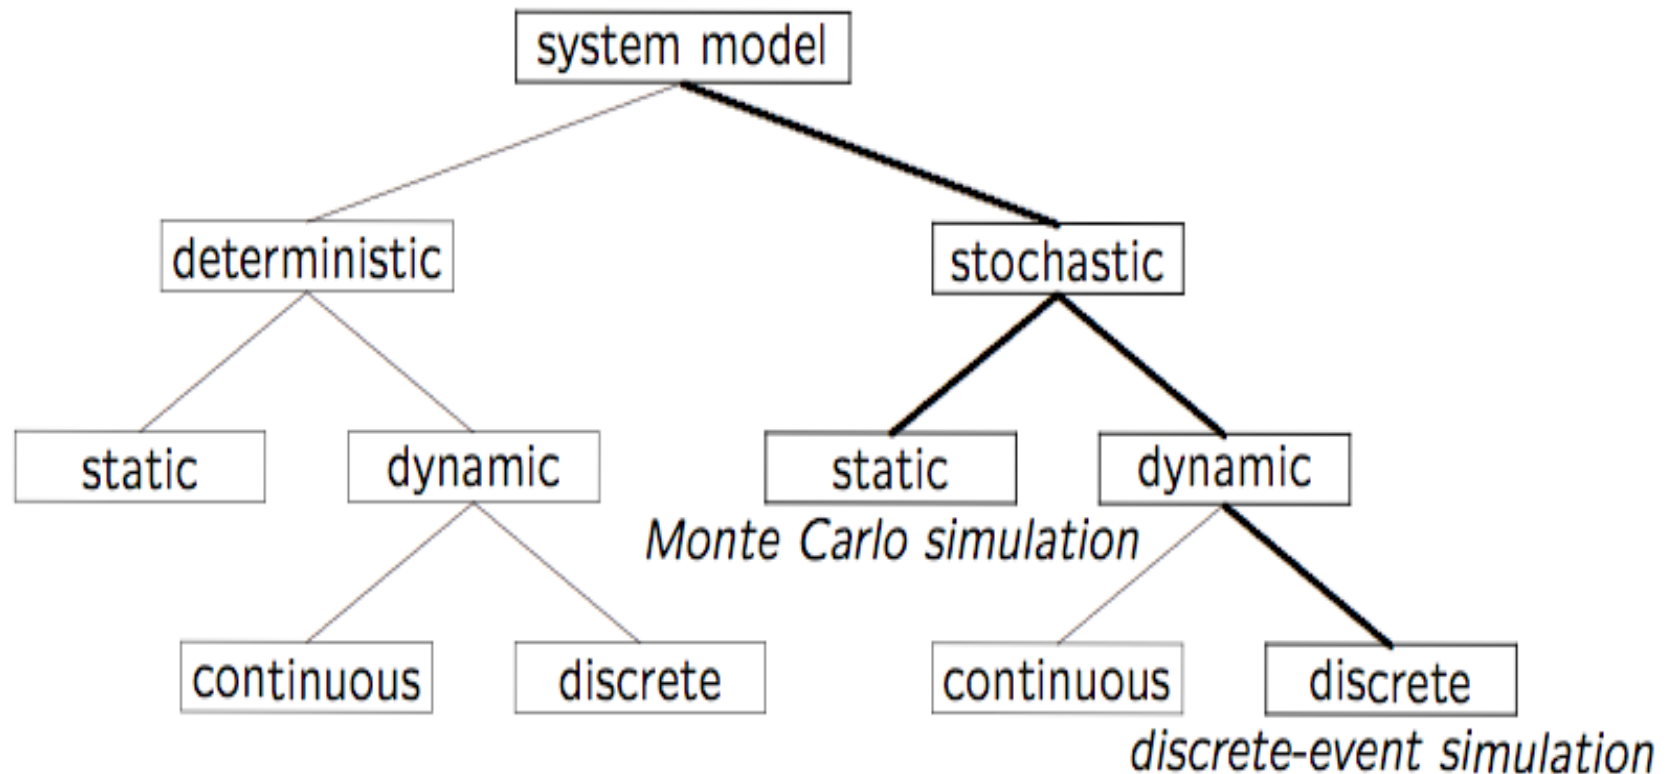 system model
deterministic
stochastic
static
dynamic
static
dynamic
Monte Carlo simulation
continuous
discrete
continuous
discrete
discrete-event simulation